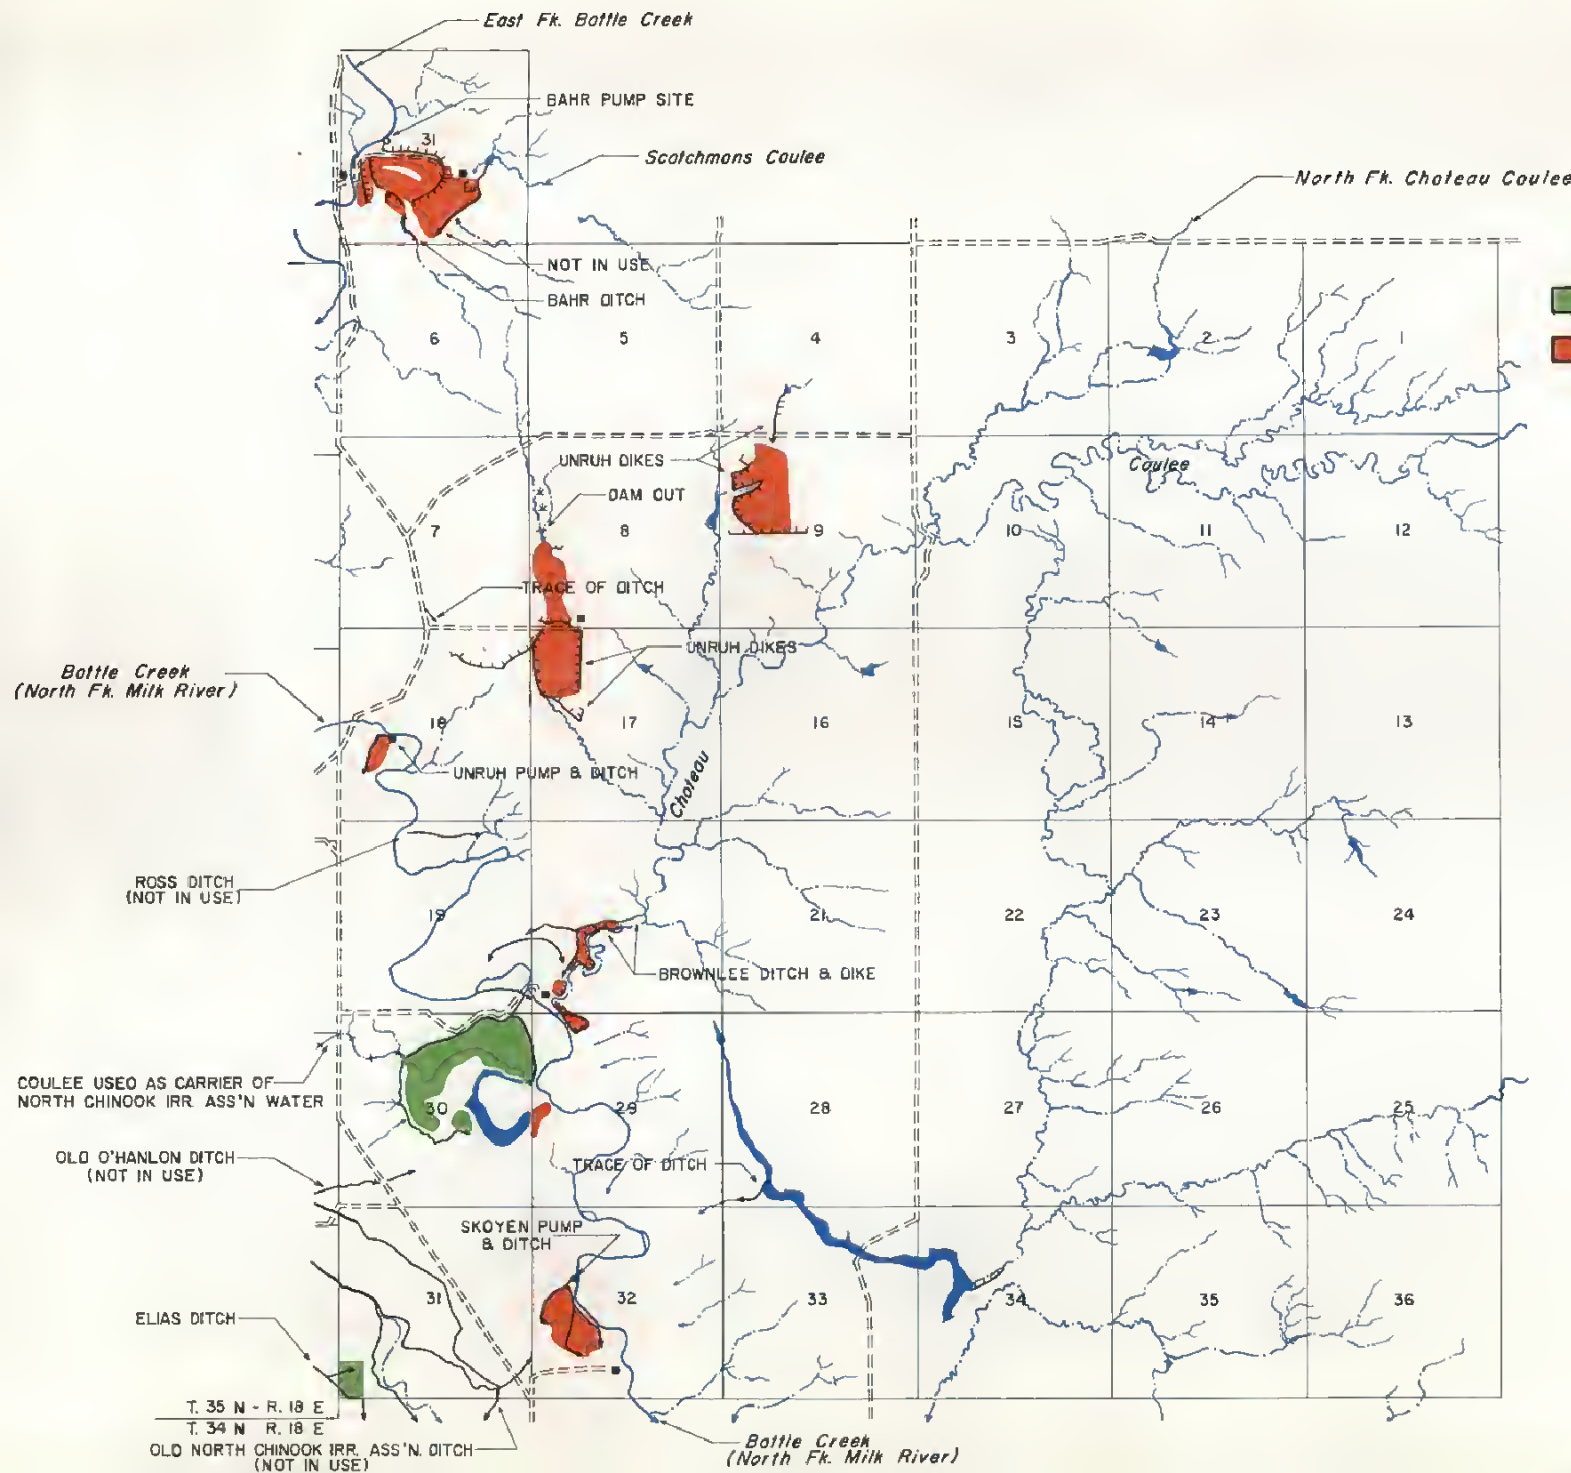 East Fk. Battle Creek
BAHR PUMP SITE
31
Scotchmans Coulee
North Fk. Choteau Coulee
NOT IN USE
BAHR DITCH
6
5
4
3
2
1
UNRUH DIKES
Coulee
DAM OUT
7
8
9
10
11
12
TRACE OF DITCH
UNRUH DIKES
Battle Creek
(North Fk. Milk River)
18
17
16
15
14
13
UNRUH PUMP & DITCH
Choteau
ROSS DITCH
(NOT IN USE)
19
21
22
23
24
BROWNLEE DITCH & DIKE
COULEE USED AS CARRIER OF
NORTH CHINOOK IRR. ASS'N WATER
30
29
28
27
26
25
OLD O'HANLON DITCH
(NOT IN USE)
TRACE OF DITCH
SKOYEN PUMP
& DITCH
31
32
33
34
35
36
ELIAS DITCH
T. 35 N - R. 18 E
T. 34 N R. 18 E
OLD NORTH CHINOOK IRR. ASS'N. DITCH
(NOT IN USE)
Battle Creek
(North Fk. Milk River)